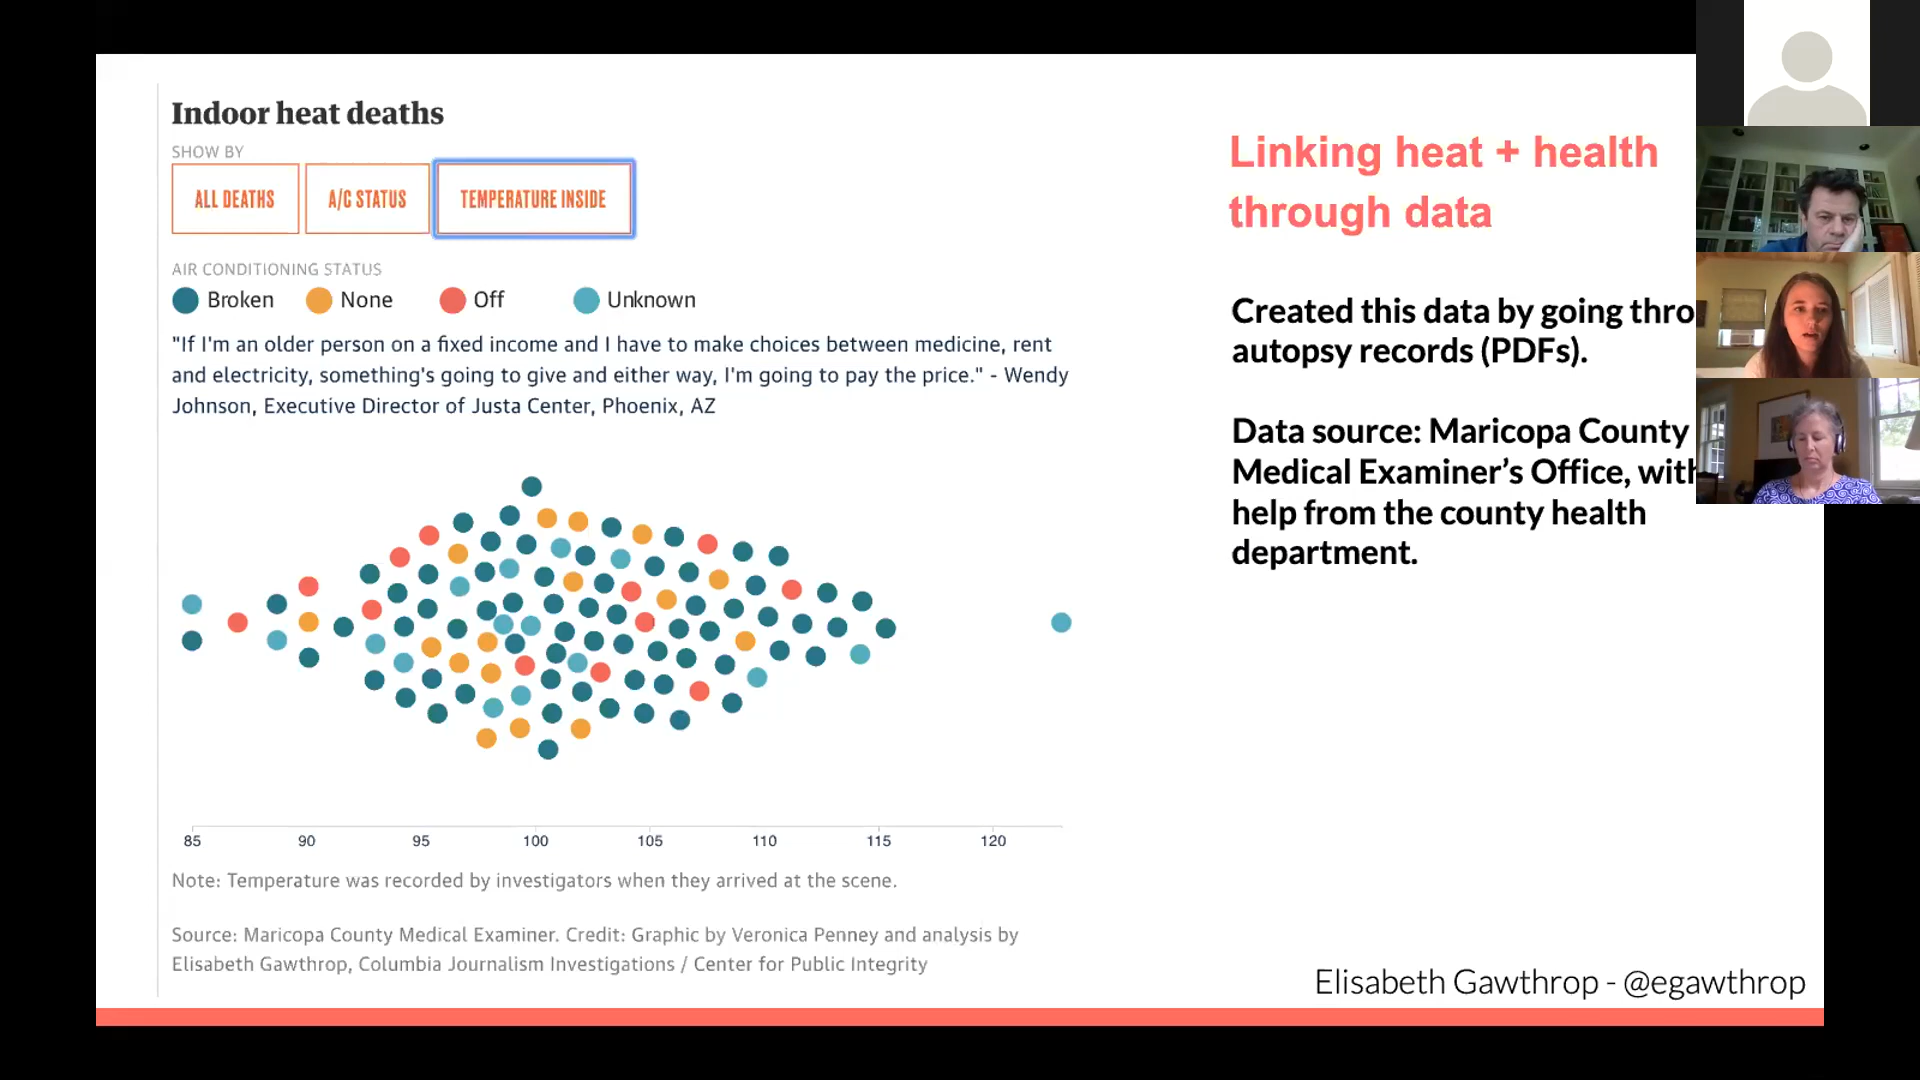 Indoor heat deaths
SHOW BY
ALL DEATHS
A/C STATUS
TEMPERATURE INSIDE
AIR CONDITIONING STATUS
Broken
None
Off
Unknown
"If I'm an older person on a fixed income and I have to make choices between medicine, rent
and electricity, something's going to give and either way, I'm going to pay the price." - Wendy
Johnson, Executive Director of Justa Center, Phoenix, AZ
85 90 95 100 105 110 115 120
Note: Temperature was recorded by investigators when they arrived at the scene.
Source: Maricopa County Medical Examiner. Credit: Graphic by Veronica Penney and analysis by
Elisabeth Gawthrop, Columbia Journalism Investigations / Center for Public Integrity
Linking heat + health
through data
Created this data by going thro
autopsy records (PDFs).
Data source: Maricopa County
Medical Examiner's Office, with
help from the county health
department.
Elisabeth Gawthrop - @egawthrop